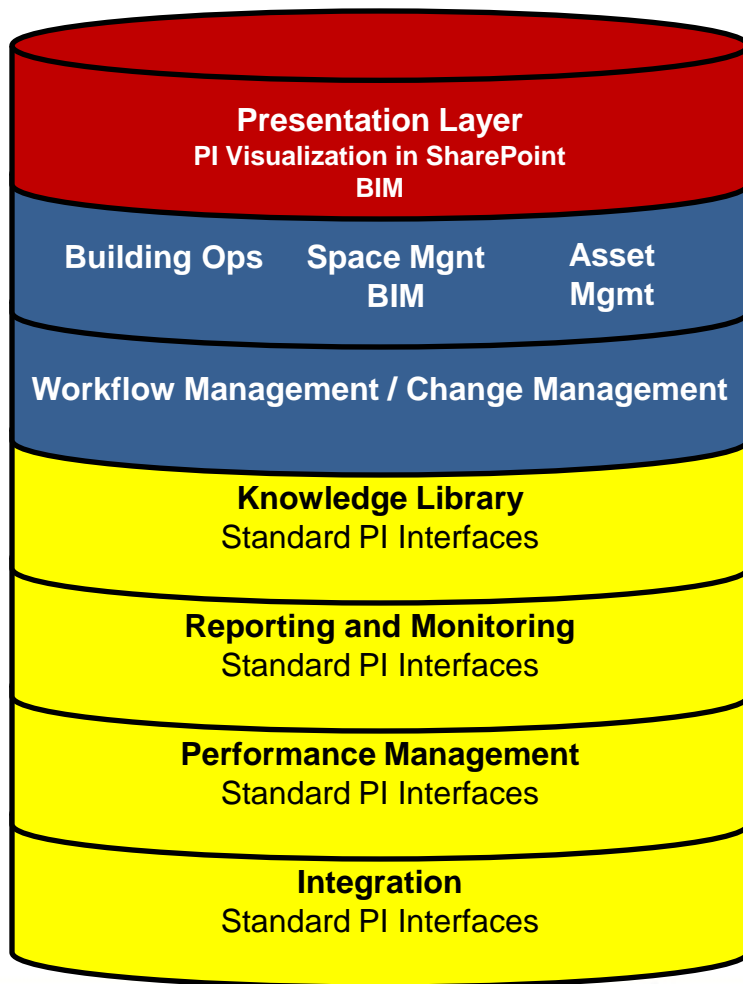 Presentation Layer
PI Visualization in SharePoint
BIM
Building Ops
Space Mgnt
BIM
Asset
Mgmt
Workflow Management / Change Management
Knowledge Library
Standard PI Interfaces
Reporting and Monitoring
Standard PI Interfaces
Performance Management
Standard PI Interfaces
Integration
Standard PI Interfaces